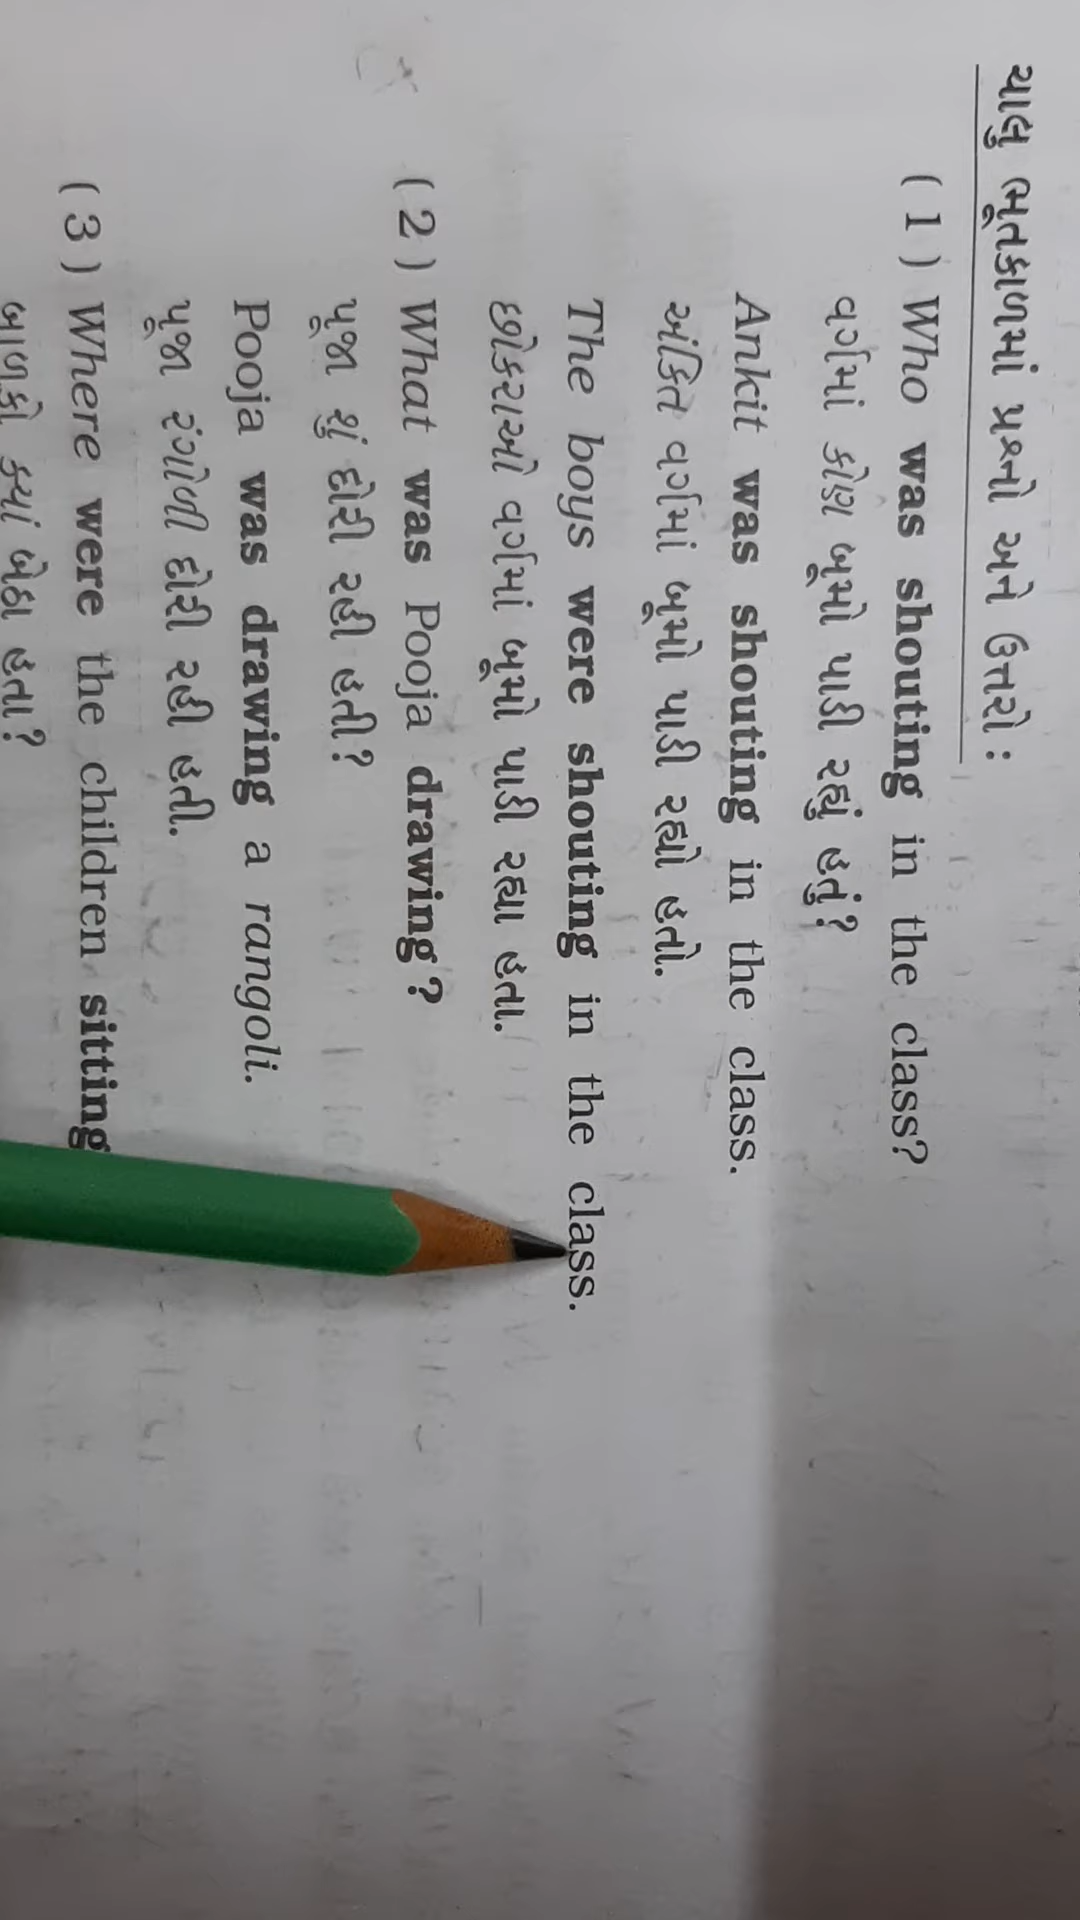 ચાલુ ભૂતકાળમાં પ્રશ્નો અને ઉત્તરો :
( 1 ) Who was shouting in the class?
વર્ગમાં કોણ બૂમો પાડી રહ્યું હતું?
Ankit was shouting in the class.
અંકિત વર્ગમાં બૂમો પાડી રહ્યો હતો.
The boys were shouting in the class.
છોકરાઓ વર્ગમાં બૂમો પાડી રહ્યા હતા.
( 2 ) What was Pooja drawing?
પૂજા શું દોરી રહી હતી?
Pooja was drawing a rangoli.
પૂજા રંગોળી દોરી રહી હતી.
( 3 ) Where were the children sitting
બાળકો ક્યાં બેઠા હતા?